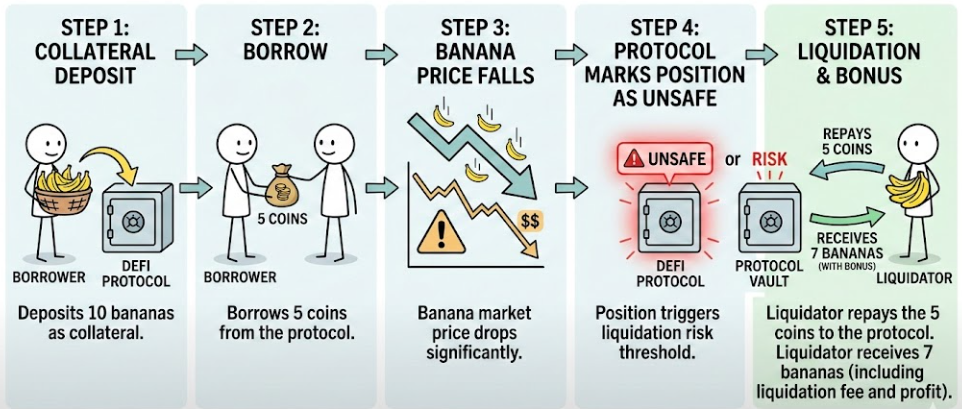 STEP 1:
COLLATERAL
DEPOSIT
BORROWER
DEFI
PROTOCOL
Deposits 10 bananas
as collateral.
STEP 2:
BORROW
5 COINS
BORROWER
Borrows 5 coins
from the protocol.
STEP 3:
BANANA
PRICE FALLS
$$
Banana market
price drops
significantly.
STEP 4:
PROTOCOL
MARKS POSITION
AS UNSAFE
UNSAFE or RISK
DEFI
PROTOCOL
PROTOCOL
VAULT
Position triggers
liquidation risk
threshold.
STEP 5:
LIQUIDATION
& BONUS
REPAYS
5 COINS
RECEIVES
7 BANANAS
(WITH BONUS)
LIQUIDATOR
Liquidator repays the 5
coins to the protocol.
Liquidator receives 7
bananas (including
liquidation fee and profit).